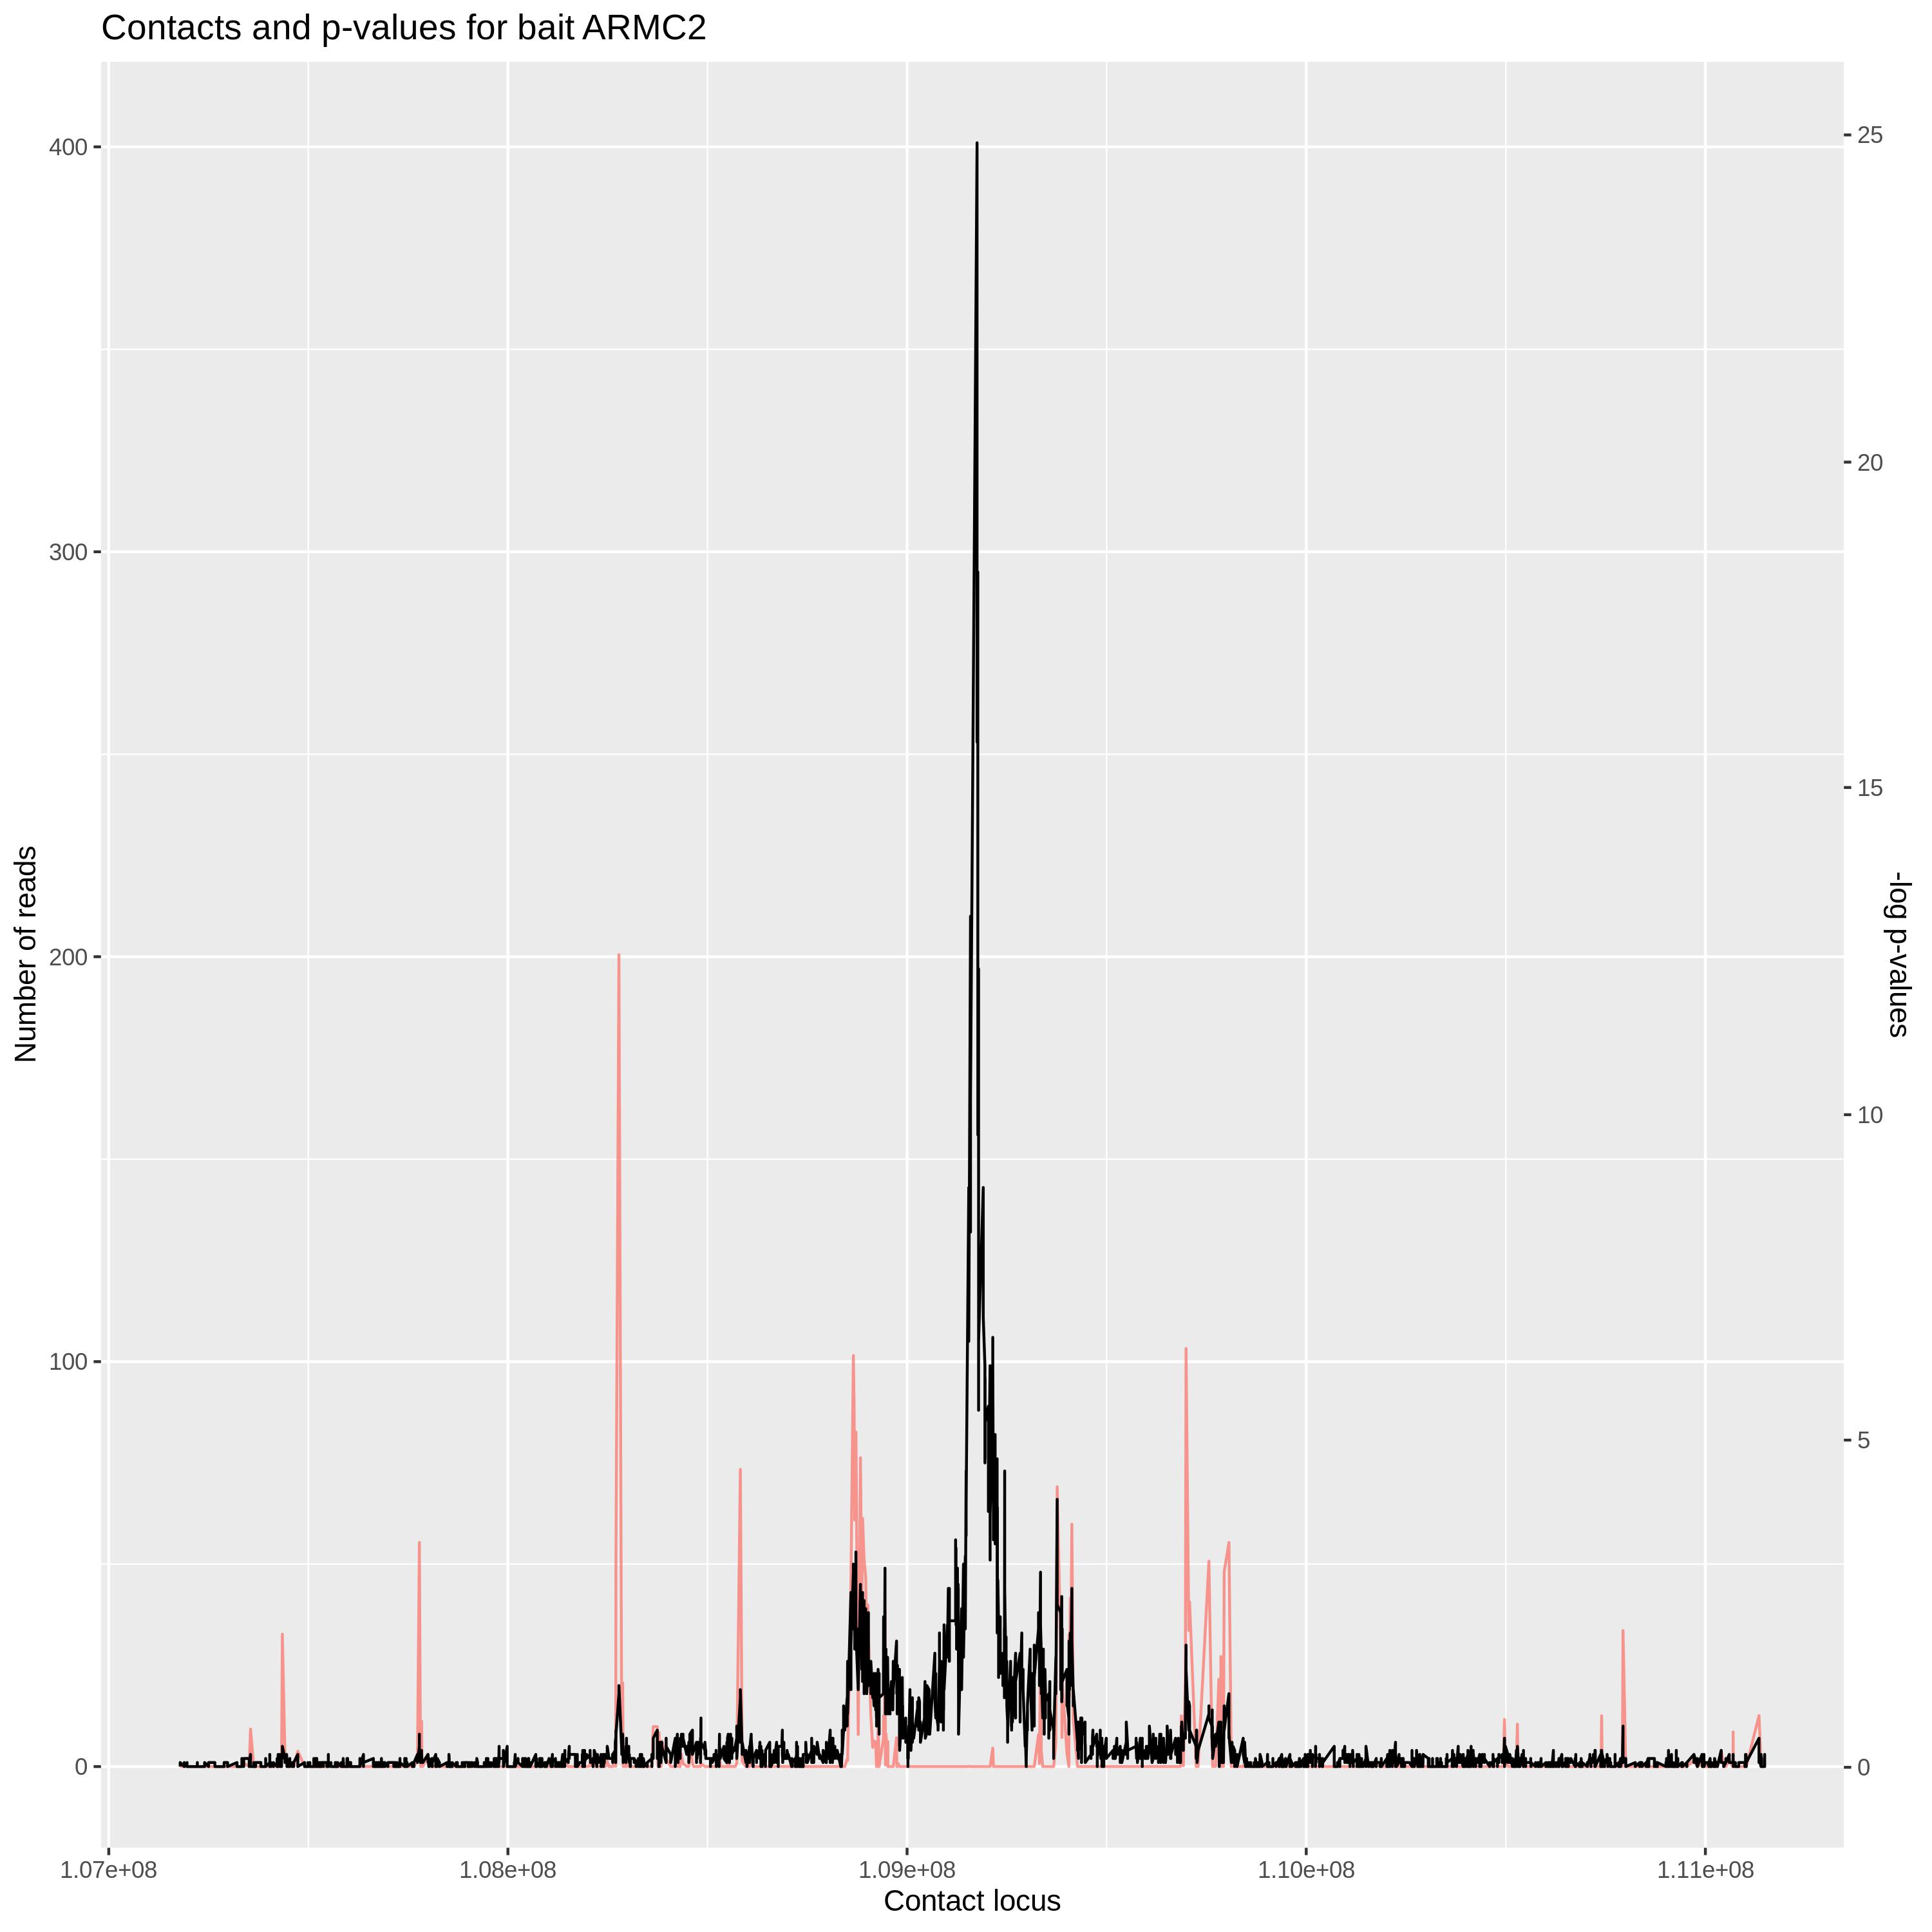 Contacts and p-values for bait ARMC2
400
300
200
100
0
Number of reads
25
20
15
10
5
0
-log p-values
1.07e+08
1.08e+08
1.09e+08
1.10e+08
1.11e+08
Contact locus